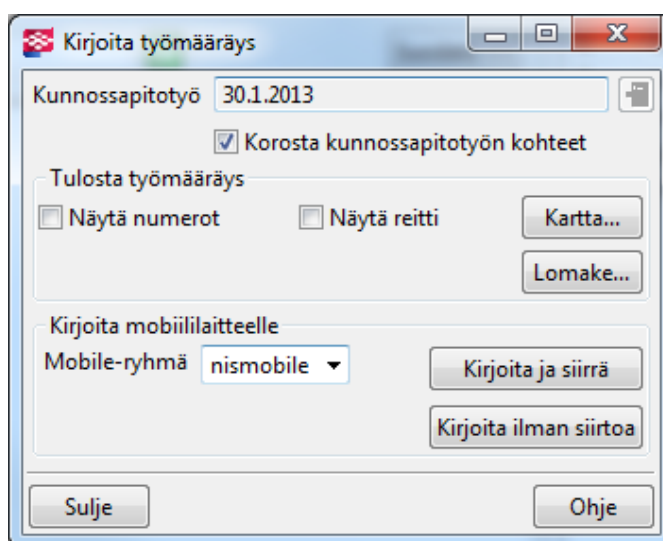 Kirjoita työmääräys
Kunnossapitotyö 30.1.2013
Korosta kunnossapitotyön kohteet
Tulosta työmääräys
Näytä numerot Näytä reitti Kartta...
Lomake...
Kirjoita mobiililaitteelle
Mobile-ryhmä nismobile Kirjoita ja siirrä
Kirjoita ilman siirtoa
Sulje Ohje